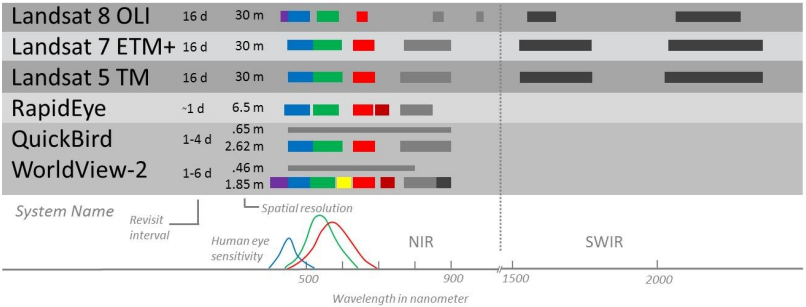 Landsat 8 OLI 16 d 30 m
Landsat 7 ETM+ 16 d 30 m
Landsat 5 TM 16 d 30 m
RapidEye ~1 d 6.5 m
QuickBird 1-4 d .65 m
2.62 m
WorldView-2 1-6 d .46 m
1.85 m
System Name
Revisit
interval
Spatial resolution
Human eye
sensitivity
NIR
SWIR
500 900 1500 2000
Wavelength in nanometer